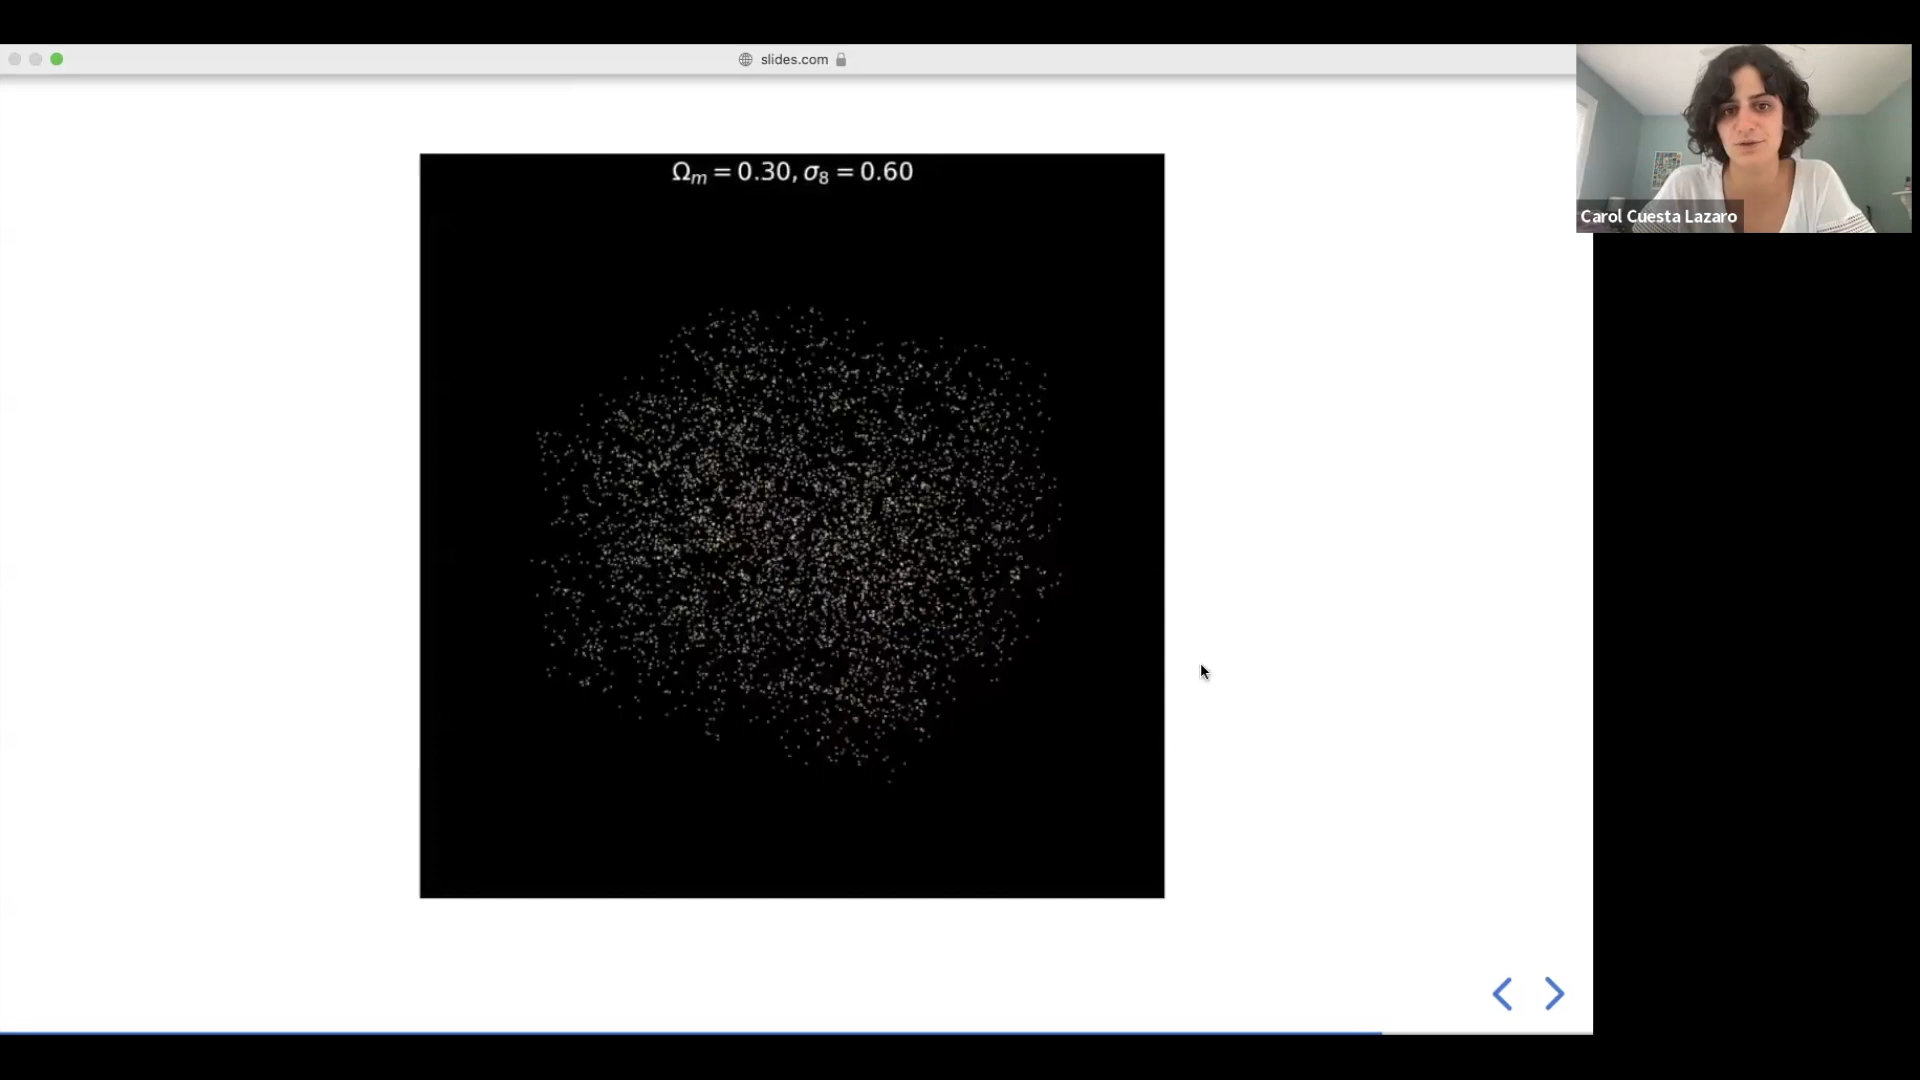 slides.com
Ωm = 0.30, σ8 = 0.60
Carol Cuesta Lazaro